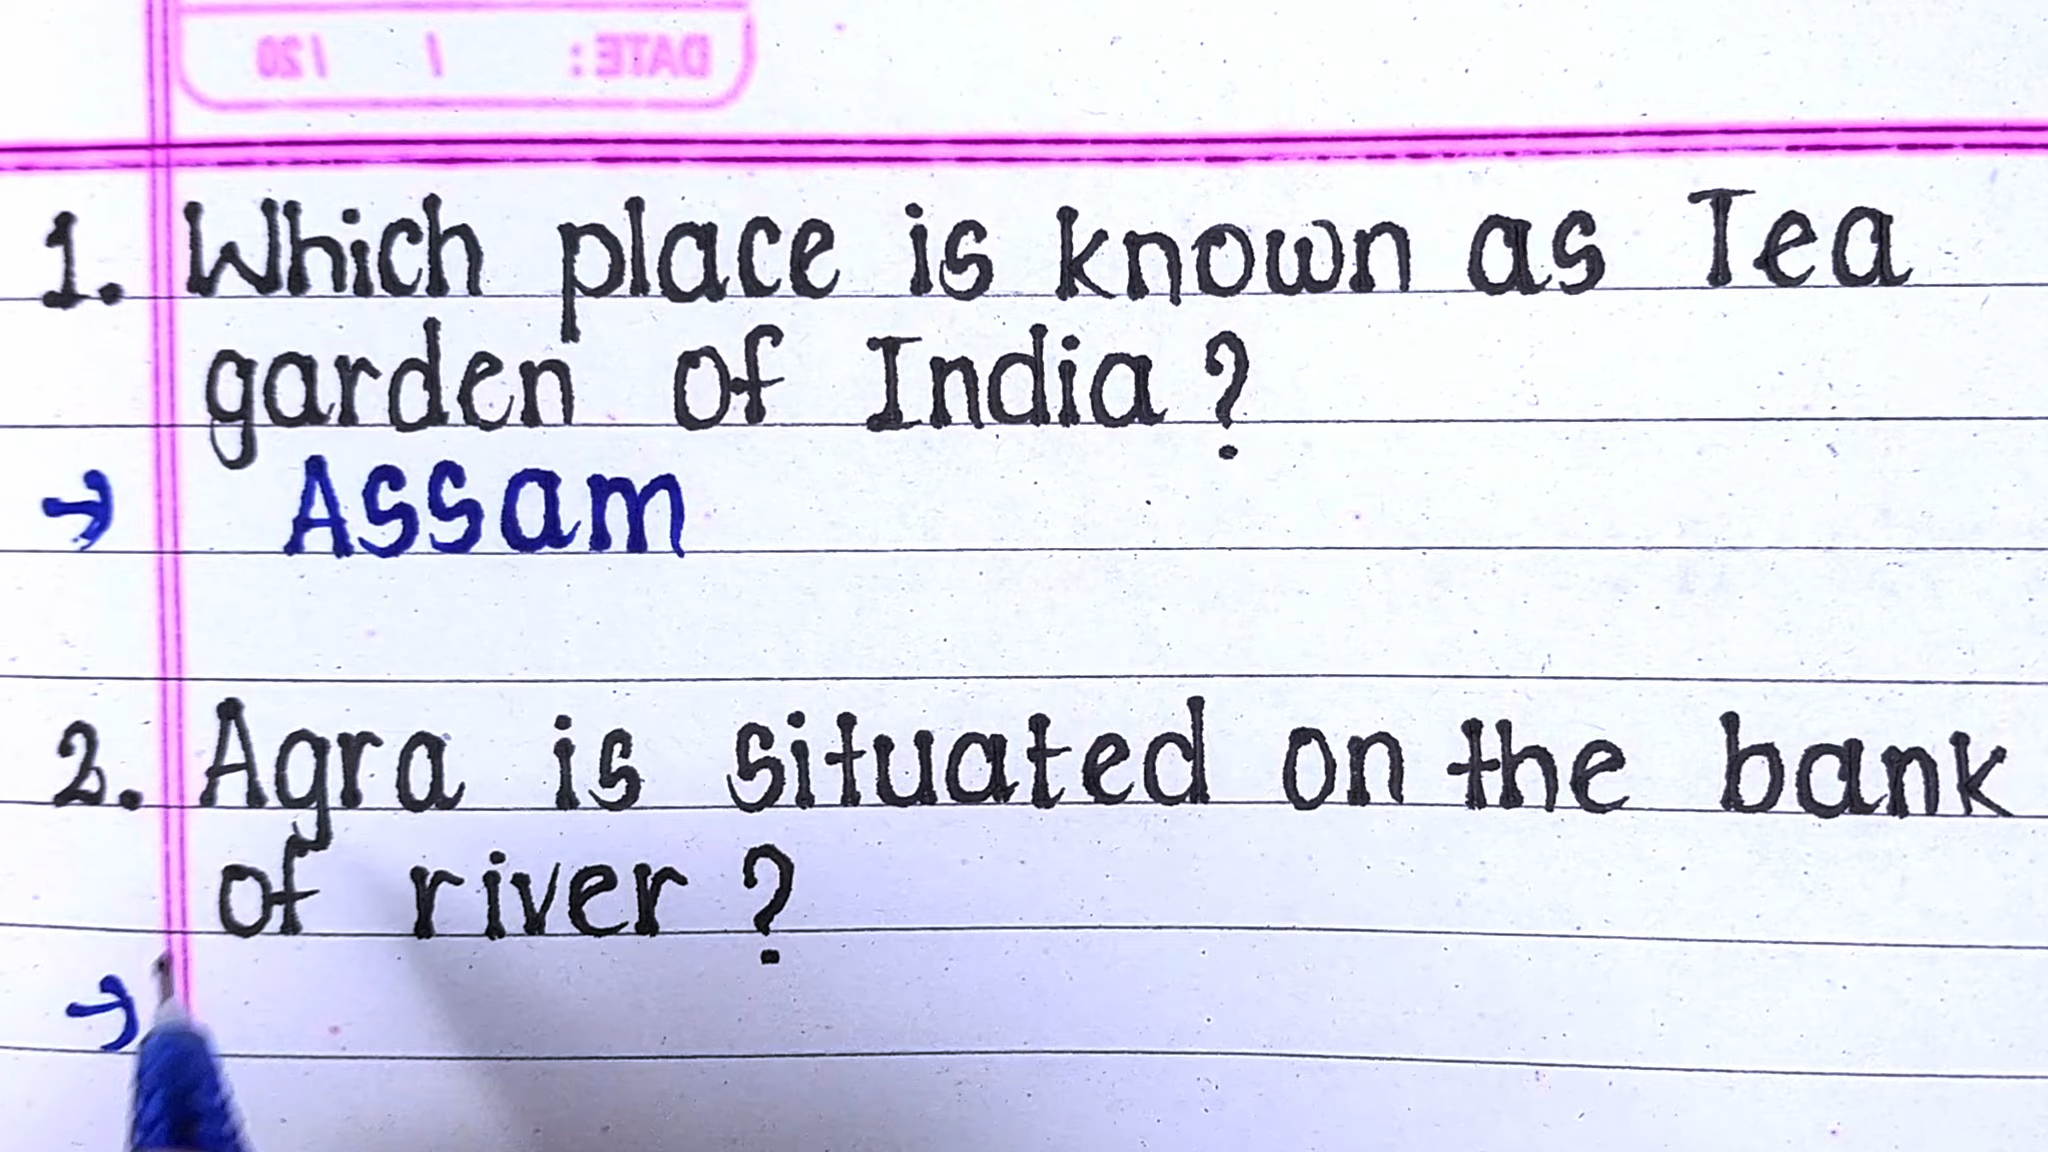 DATE: / /20
1. Which place is known as Tea
garden of India?
→ Assam
2. Agra is situated on the bank
of river?
→